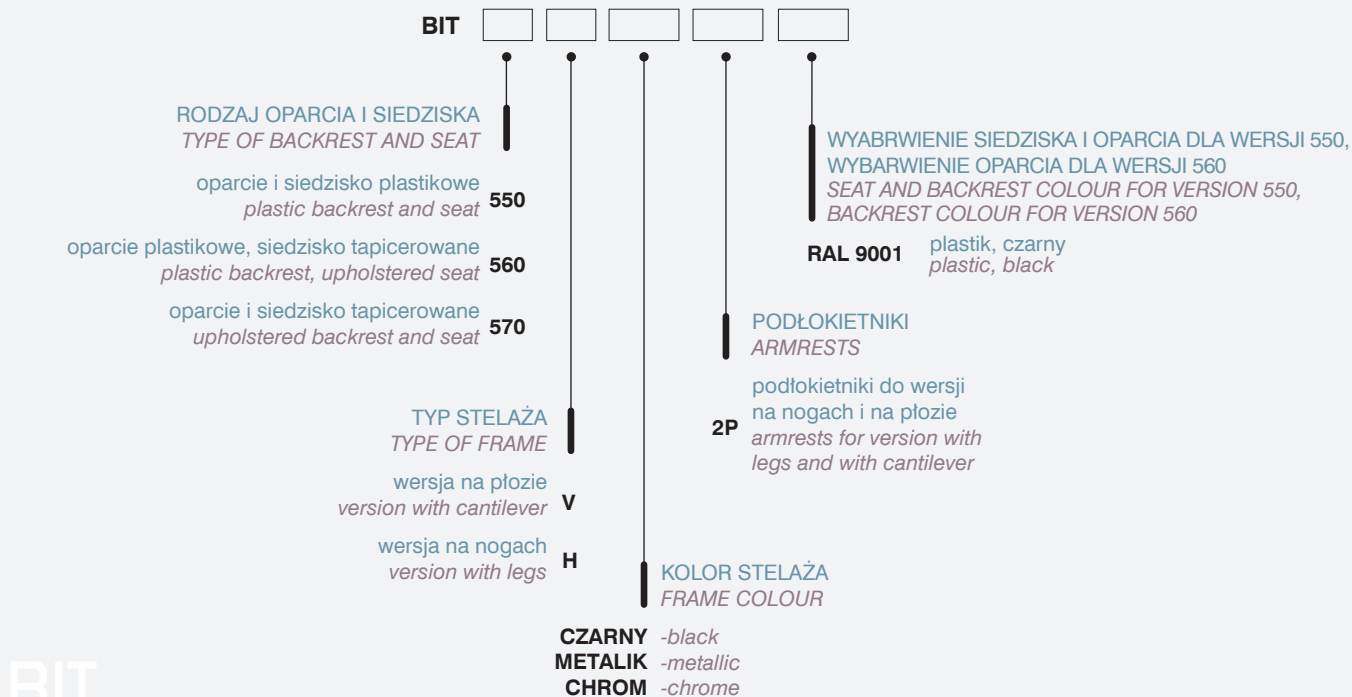 BIT
RODZAJ OPARCIA I SIEDZISKA
TYPE OF BACKREST AND SEAT
oparcie i siedzisko plastikowe
plastic backrest and seat
550
oparcie plastikowe, siedzisko tapicerowane
plastic backrest, upholstered seat
560
oparcie i siedzisko tapicerowane
upholstered backrest and seat
570
TYP STELAŻA
TYPE OF FRAME
wersja na płozie
version with cantilever
V
wersja na nogach
version with legs
H
KOLOR STELAŻA
FRAME COLOUR
CZARNY -black
METALIK -metallic
CHROM -chrome
PODŁOKIETNIKI
ARMRESTS
2P
podłokietniki do wersji
na nogach i na płozie
armrests for version with
legs and with cantilever
WYABRWIENIE SIEDZISKA I OPARCIA DLA WERSJI 550,
WYBARWIENIE OPARCIA DLA WERSJI 560
SEAT AND BACKREST COLOUR FOR VERSION 550,
BACKREST COLOUR FOR VERSION 560
RAL 9001
plastik, czarny
plastic, black
BIT